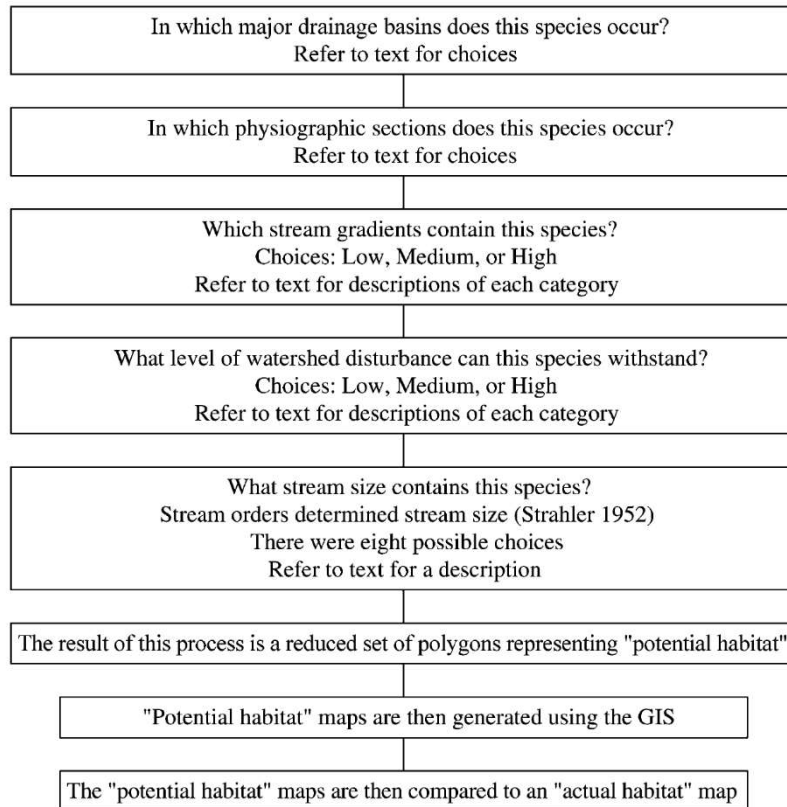 In which major drainage basins does this species occur?
Refer to text for choices
In which physiographic sections does this species occur?
Refer to text for choices
Which stream gradients contain this species?
Choices: Low, Medium, or High
Refer to text for descriptions of each category
What level of watershed disturbance can this species withstand?
Choices: Low, Medium, or High
Refer to text for descriptions of each category
What stream size contains this species?
Stream orders determined stream size (Strahler 1952)
There were eight possible choices
Refer to text for a description
The result of this process is a reduced set of polygons representing "potential habitat"
"Potential habitat" maps are then generated using the GIS
The "potential habitat" maps are then compared to an "actual habitat" map